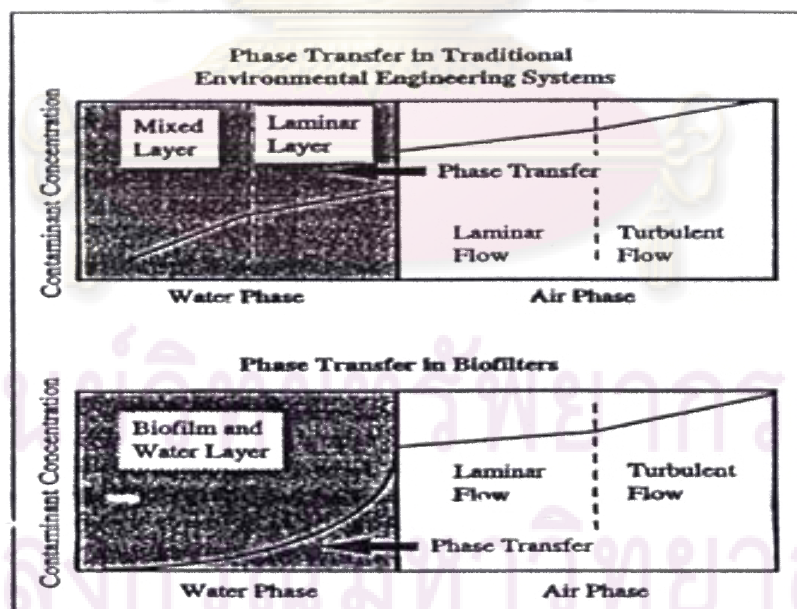 Phase Transfer in Traditional
Environmental Engineering Systems
Contaminant Concentration
Mixed
Layer
Laminar
Layer
Phase Transfer
Laminar
Flow
Turbulent
Flow
Water Phase
Air Phase
Phase Transfer in Biofilters
Contaminant Concentration
Biofilm and
Water Layer
Laminar
Flow
Turbulent
Flow
Phase Transfer
Water Phase
Air Phase